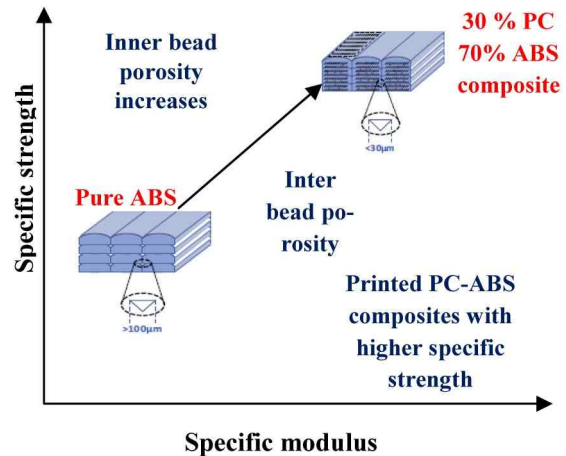 Inner bead
porosity
increases
30 % PC
70% ABS
composite
<30μm
Specific strength
Pure ABS
Inter
bead po-
rosity
>100μm
Printed PC-ABS
composites with
higher specific
strength
Specific modulus